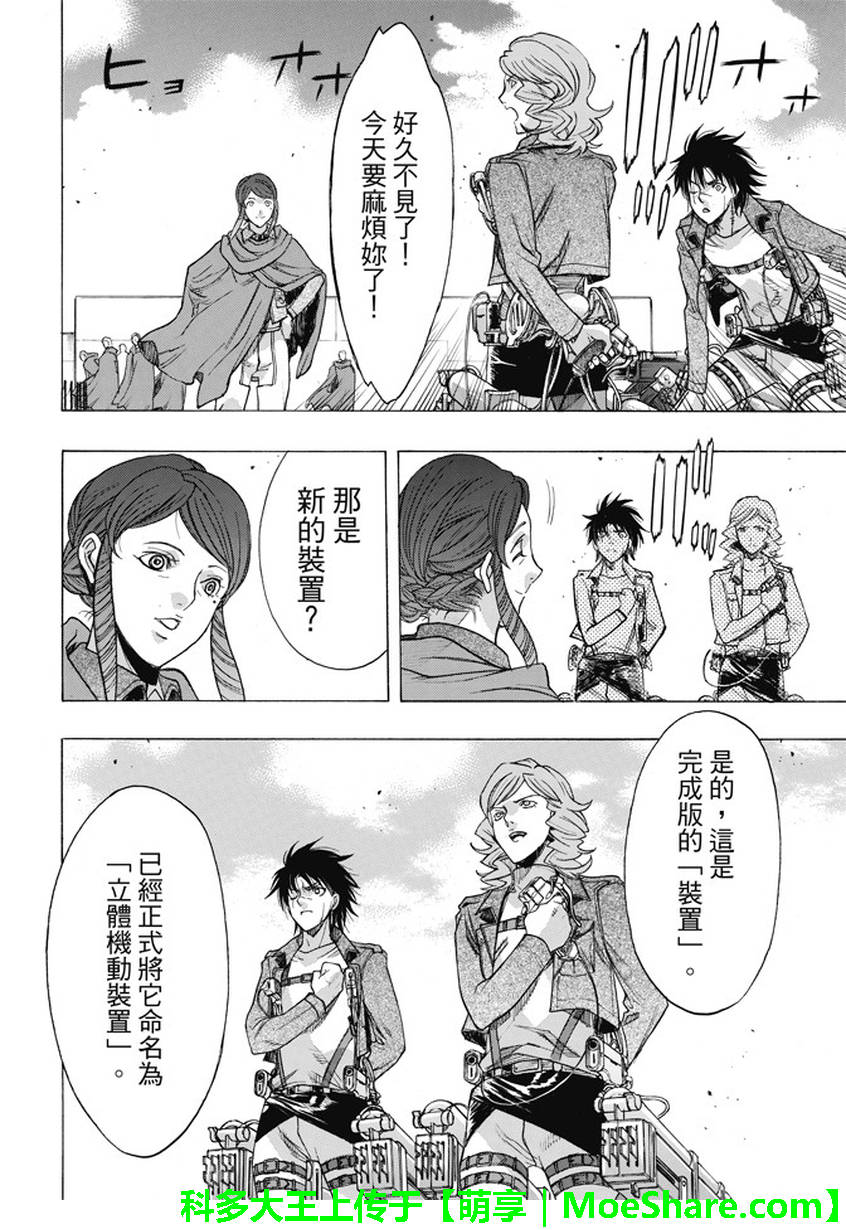 ヒョオオオオ
好久不見了！
今天要麻煩妳了！
那是
新的裝置？
是的，這是
完成版的「裝置」。
已經正式將它命名為
「立體機動裝置」。
科多大王上传于【萌享｜MoeShare.com】